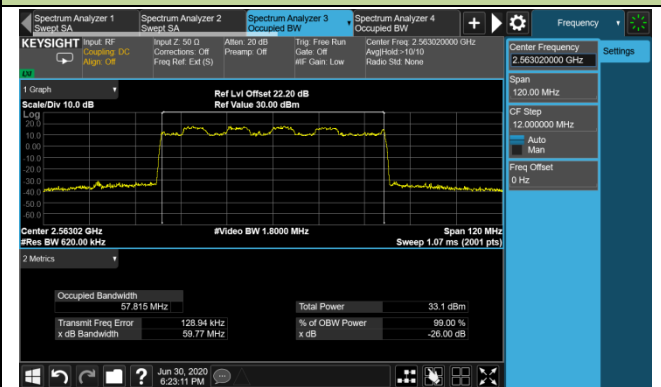 Spectrum Analyzer 1
Swept SA
Spectrum Analyzer 2
Swept SA
Spectrum Analyzer 3
Occupied BW
Spectrum Analyzer 4
Occupied BW
Frequency
KEYSIGHT
Input: RF
Coupling: DC
Align: Off
Input Z: 50 Ω
Corrections: Off
Freq Ref: Ext (S)
Atten: 20 dB
Preamp: Off
Trig: Free Run
Gate: Off
#IF Gain: Low
Center Freq: 2.563020000 GHz
Avg|Hold:>10/10
Radio Std: None
Center Frequency
2.563020000 GHz
Settings
Span
120.00 MHz
CF Step
12.000000 MHz
Auto
Man
Freq Offset
0 Hz
1 Graph
Scale/Div 10.0 dB
Ref Lvl Offset 22.20 dB
Ref Value 30.00 dBm
Log
20.0
10.0
0.00
-10.0
-20.0
-30.0
-40.0
-50.0
-60.0
Center 2.56302 GHz
#Res BW 620.00 kHz
#Video BW 1.8000 MHz
Span 120 MHz
Sweep 1.07 ms (2001 pts)
2 Metrics
Occupied Bandwidth
57.815 MHz
Total Power
33.1 dBm
Transmit Freq Error
128.94 kHz
% of OBW Power
99.00 %
x dB Bandwidth
59.77 MHz
x dB
-26.00 dB
?
Jun 30, 2020
6:23:11 PM